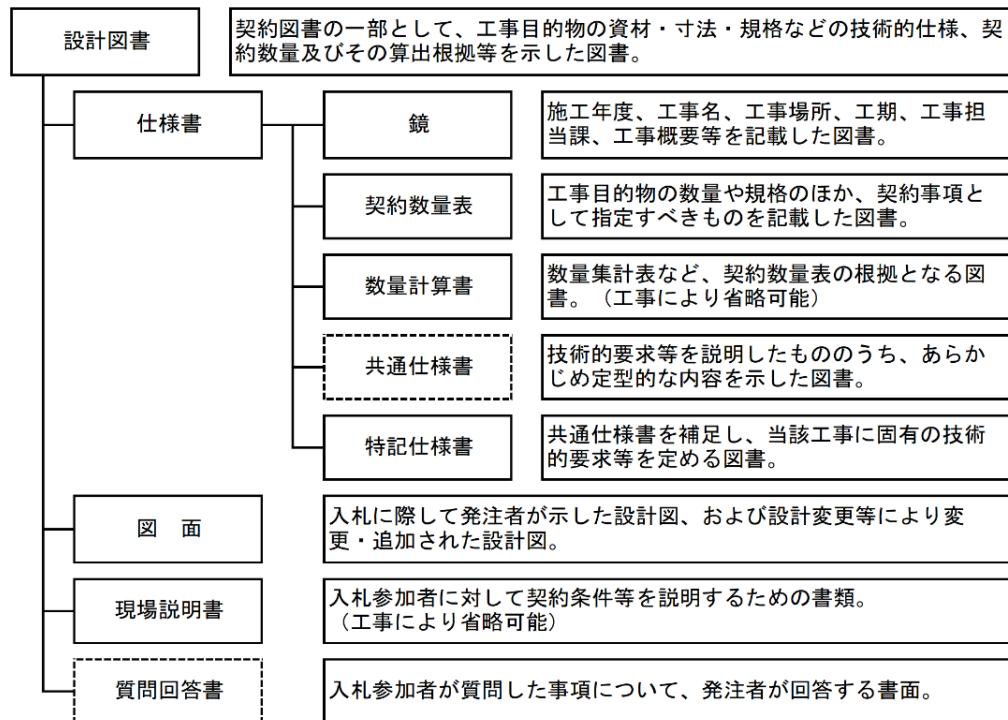 設計図書
契約図書の一部として、工事目的物の資材・寸法・規格などの技術的仕様、契
約数量及びその算出根拠等を示した図書。
仕様書
鏡
施工年度、工事名、工事場所、工期、工事担
当課、工事概要等を記載した図書。
契約数量表
工事目的物の数量や規格のほか、契約事項と
して指定すべきものを記載した図書。
数量計算書
数量集計表など、契約数量表の根拠となる図
書。（工事により省略可能）
共通仕様書
技術的要求等を説明したもののうち、あらか
じめ定型的な内容を示した図書。
特記仕様書
共通仕様書を補足し、当該工事に固有の技術
的要求等を定める図書。
図　面
入札に際して発注者が示した設計図、および設計変更等により変
更・追加された設計図。
現場説明書
入札参加者に対して契約条件等を説明するための書類。
（工事により省略可能）
質問回答書
入札参加者が質問した事項について、発注者が回答する書面。